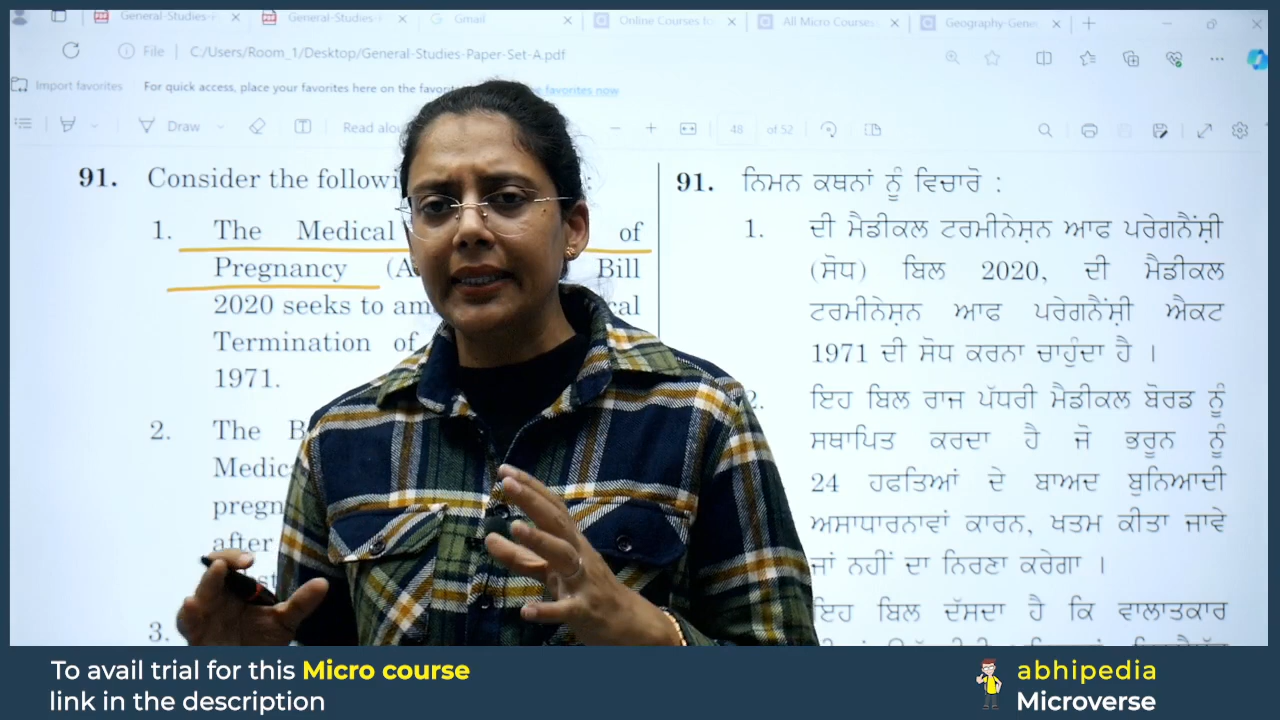 General-Studies-
General-Studies-
Gmail
Online Courses fo
All Micro Courses
Geography-Gene
File
C:/Users/Room_1/Desktop/General-Studies-Paper-Set-A.pdf
Import favorites
For quick access, place your favorites here on the favor
favorites now
Draw
Read alou
48 of 52
91. Consider the followi :
1. The Medical of
Pregnancy (A Bill
2020 seeks to am cal
Termination of
1971.
2. The B
Medica
pregn
after
st
3.
91. ਨਿਮਨ ਕਥਨਾਂ ਨੂੰ ਵਿਚਾਰੋ :
1. ਦੀ ਮੈਡੀਕਲ ਟਰਮੀਨੇਸ਼ਨ ਆਫ ਪਰੇਗਨੈਂਸ਼ੀ
(ਸੋਧ) ਬਿਲ 2020, ਦੀ ਮੈਡੀਕਲ
ਟਰਮੀਨੇਸ਼ਨ ਆਫ ਪਰੇਗਨੈਂਸ਼ੀ ਐਕਟ
1971 ਦੀ ਸੋਧ ਕਰਨਾ ਚਾਹੁੰਦਾ ਹੈ ।
2. ਇਹ ਬਿਲ ਰਾਜ ਪੱਧਰੀ ਮੈਡੀਕਲ ਬੋਰਡ ਨੂੰ
ਸਥਾਪਿਤ ਕਰਦਾ ਹੈ ਜੋ ਭਰੂਨ ਨੂੰ
24 ਹਫਤਿਆਂ ਦੇ ਬਾਅਦ ਬੁਨਿਆਦੀ
ਅਸਾਧਾਰਨਾਵਾਂ ਕਾਰਨ, ਖਤਮ ਕੀਤਾ ਜਾਵੇ
ਜਾਂ ਨਹੀਂ ਦਾ ਨਿਰਣਾ ਕਰੇਗਾ ।
ਇਹ ਬਿਲ ਦੱਸਦਾ ਹੈ ਕਿ ਵਾਲਾਤਕਾਰ
To avail trial for this Micro course
link in the description
abhipedia
Microverse